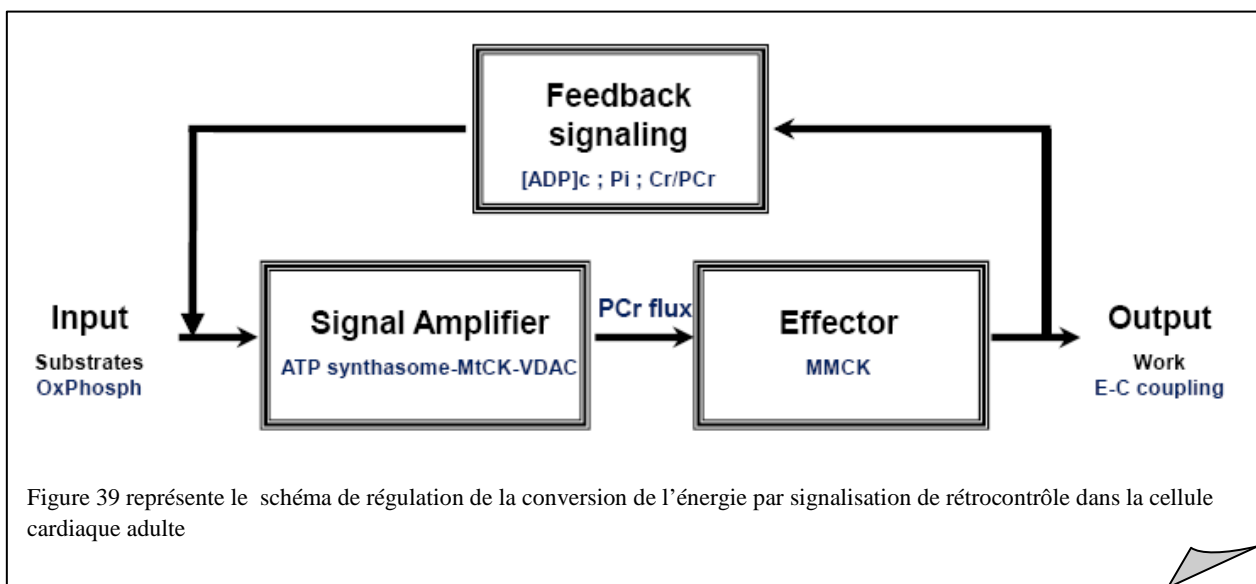 Feedback
signaling
[ADP]c ; Pi ; Cr/PCr
Input
Substrates
OxPhosph
Signal Amplifier
ATP synthasome-MtCK-VDAC
PCr flux
Effector
MMCK
Output
Work
E-C coupling
Figure 39 représente le schéma de régulation de la conversion de l’énergie par signalisation de rétrocontrôle dans la cellule
cardiaque adulte